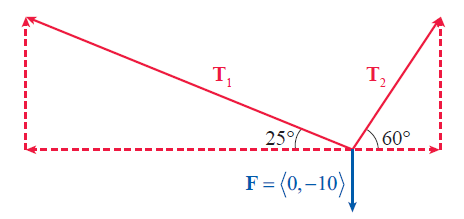 T₁
T₂
25°
60°
F = ⟨0, −10⟩